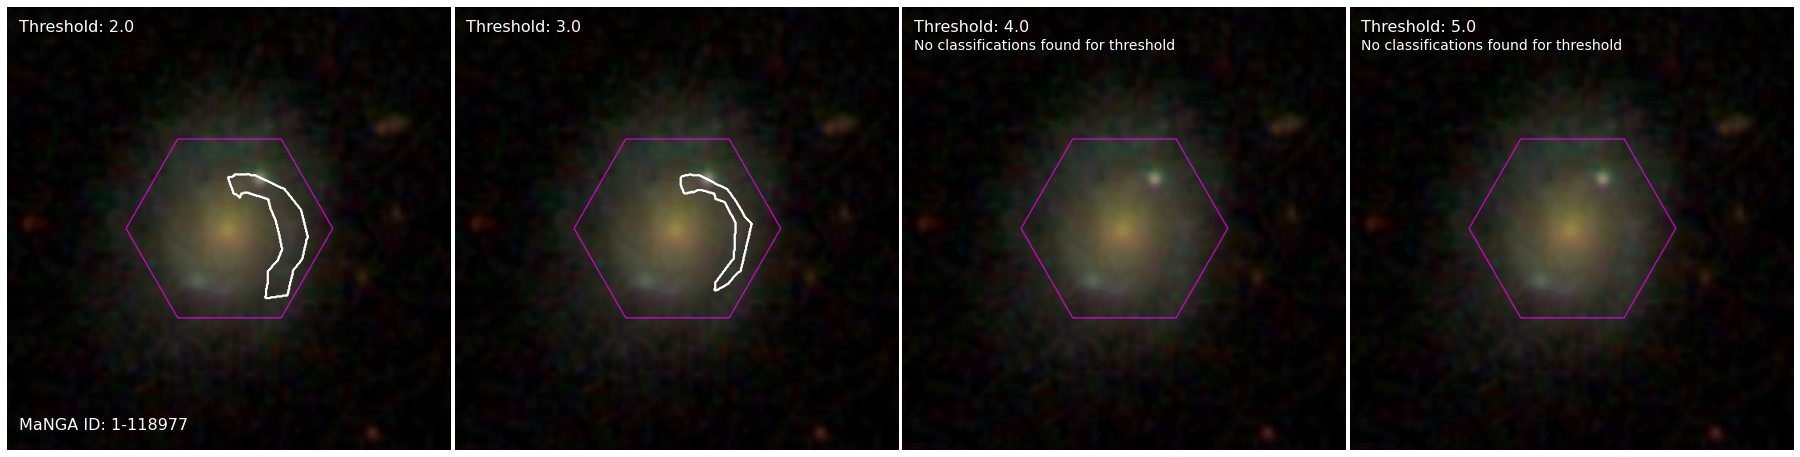 Threshold: 2.0
MaNGA ID: 1-118977
Threshold: 3.0
Threshold: 4.0
No classifications found for threshold
Threshold: 5.0
No classifications found for threshold